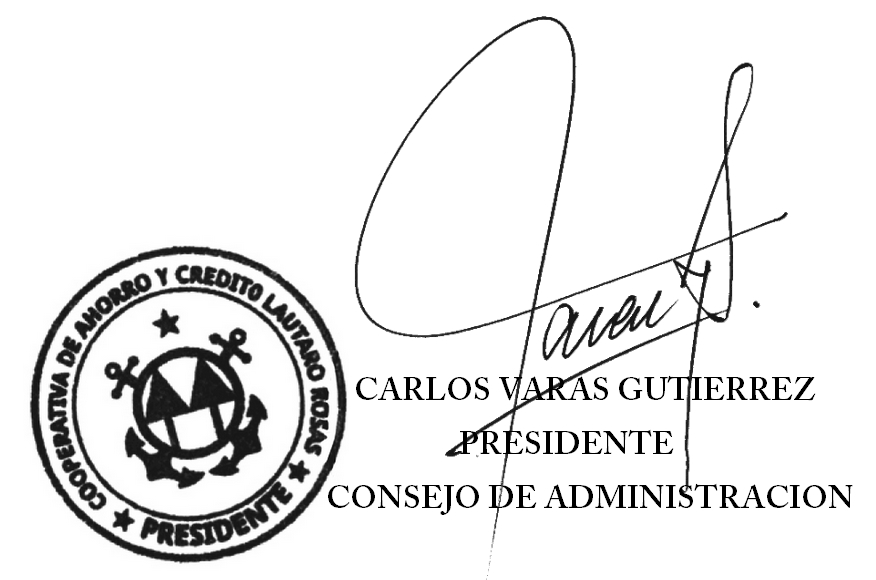 COOPERATIVA DE AHORRO Y CREDITO LAUTARO ROSAS
PRESIDENTE
CARLOS VARAS GUTIERREZ
PRESIDENTE
CONSEJO DE ADMINISTRACION